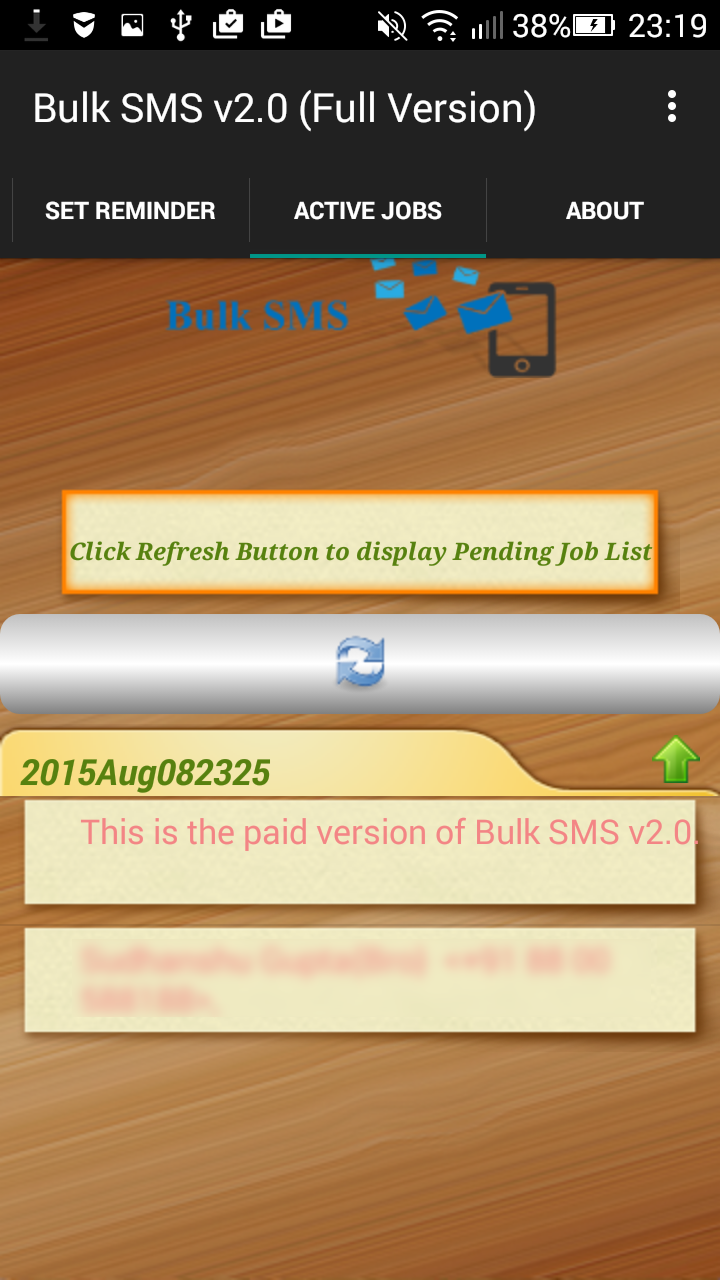 38% 23:19
Bulk SMS v2.0 (Full Version)
SET REMINDER ACTIVE JOBS ABOUT
Bulk SMS
Click Refresh Button to display Pending Job List
2015Aug082325
This is the paid version of Bulk SMS v2.0.